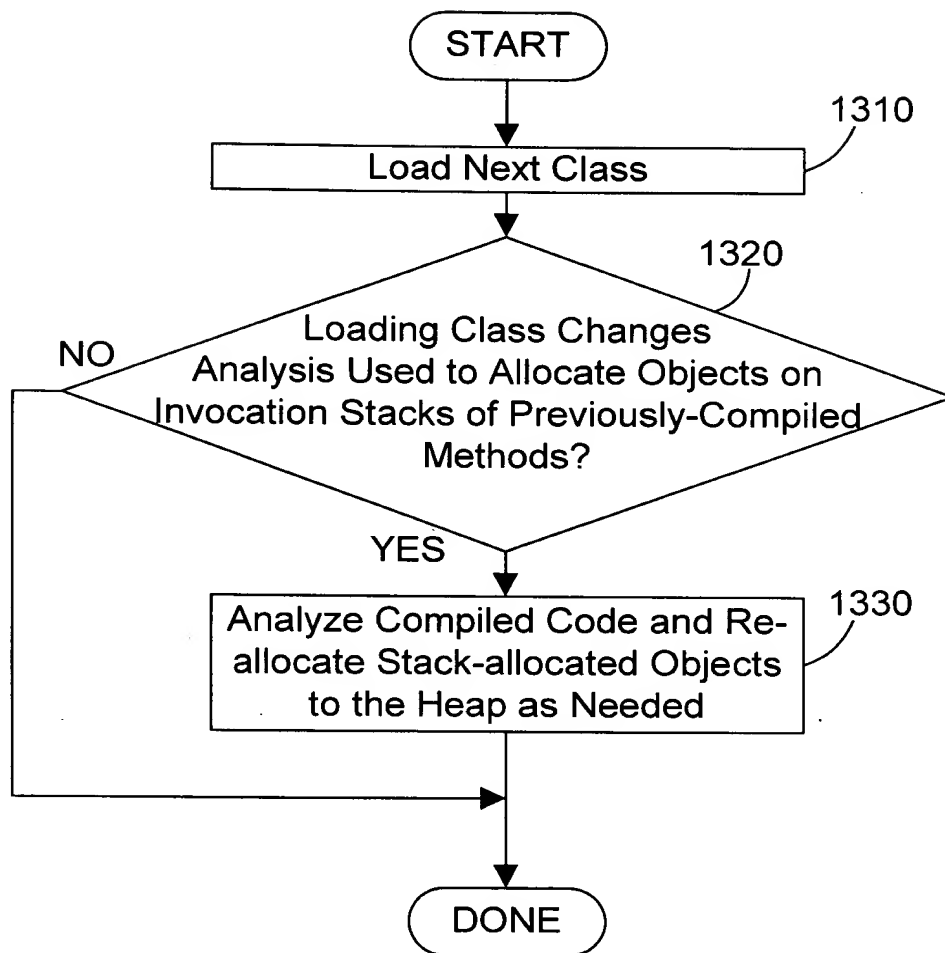 START
1310
Load Next Class
1320
NO
Loading Class Changes
Analysis Used to Allocate Objects on
Invocation Stacks of Previously-Compiled
Methods?
YES
1330
Analyze Compiled Code and Re-
allocate Stack-allocated Objects
to the Heap as Needed
DONE